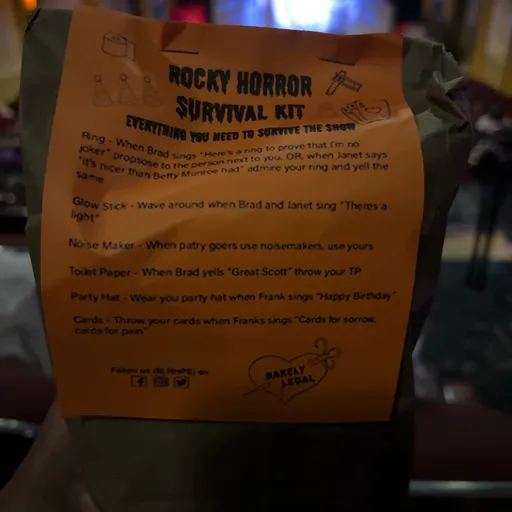 ROCKY HORROR
SURVIVAL KIT
EVERYTHING YOU NEED TO SURVIVE THE SHOW
Ring - When Brad sings "Here's a ring to prove that I'm no
joker" propsose to the person next to you, OR, when Janet says
"it's nicer than Betty Munroe had" admire your ring and yell the
same
Glow Stick - Wave around when Brad and Janet sing "Theres a
light"
Noise Maker - When patry goers use noisemakers, use yours
Toilet Paper - When Brad yells "Great Scott" throw your TP
Party Hat - Wear you party hat when Frank sings "Happy Birthday"
Cards - Throw your cards when Franks sings "Cards for sorrow,
cards for pain"
Follow us (BLRHPS) on
BARELY
LEGAL